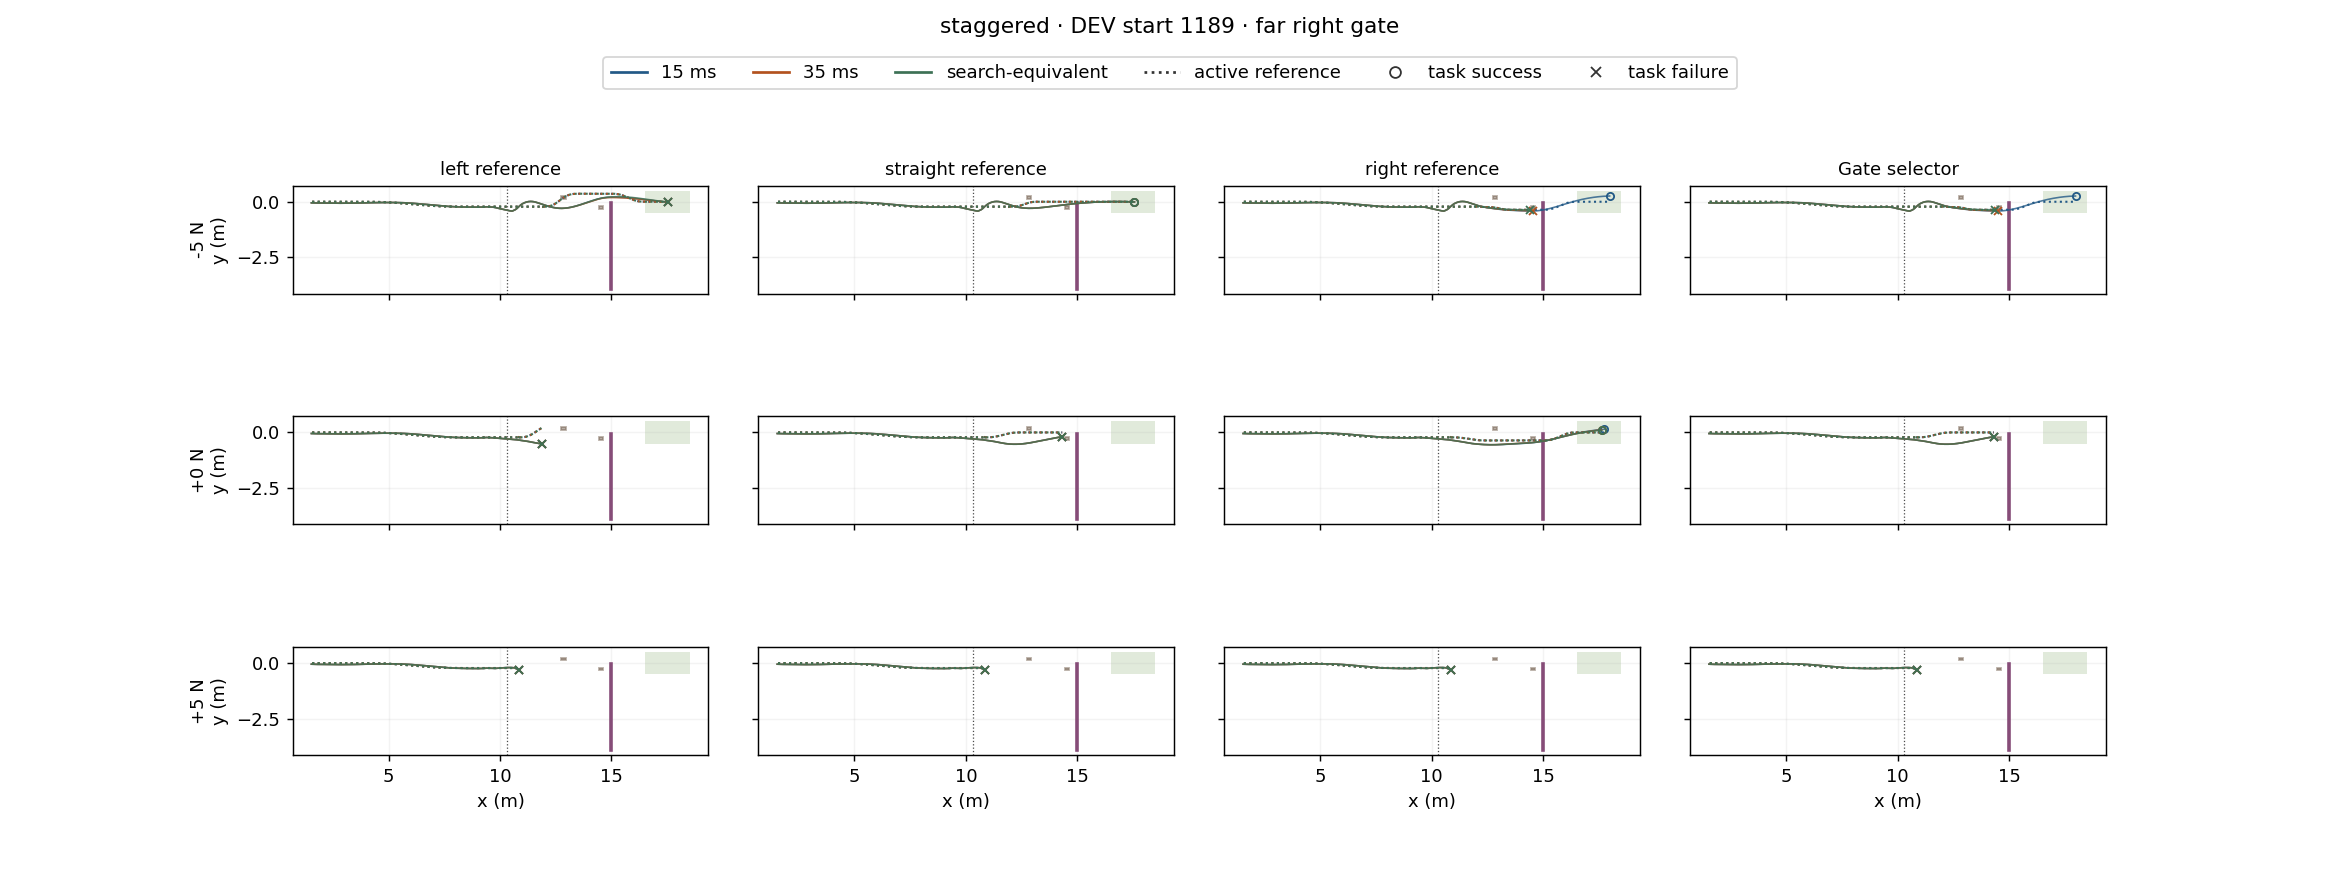 staggered · DEV start 1189 · far right gate
15 ms 35 ms search-equivalent active reference task success task failure
left reference straight reference right reference Gate selector
-5 N
y (m)
0.0
−2.5
+0 N
y (m)
0.0
−2.5
+5 N
y (m)
0.0
−2.5
5 10 15 5 10 15 5 10 15 5 10 15
x (m) x (m) x (m) x (m)